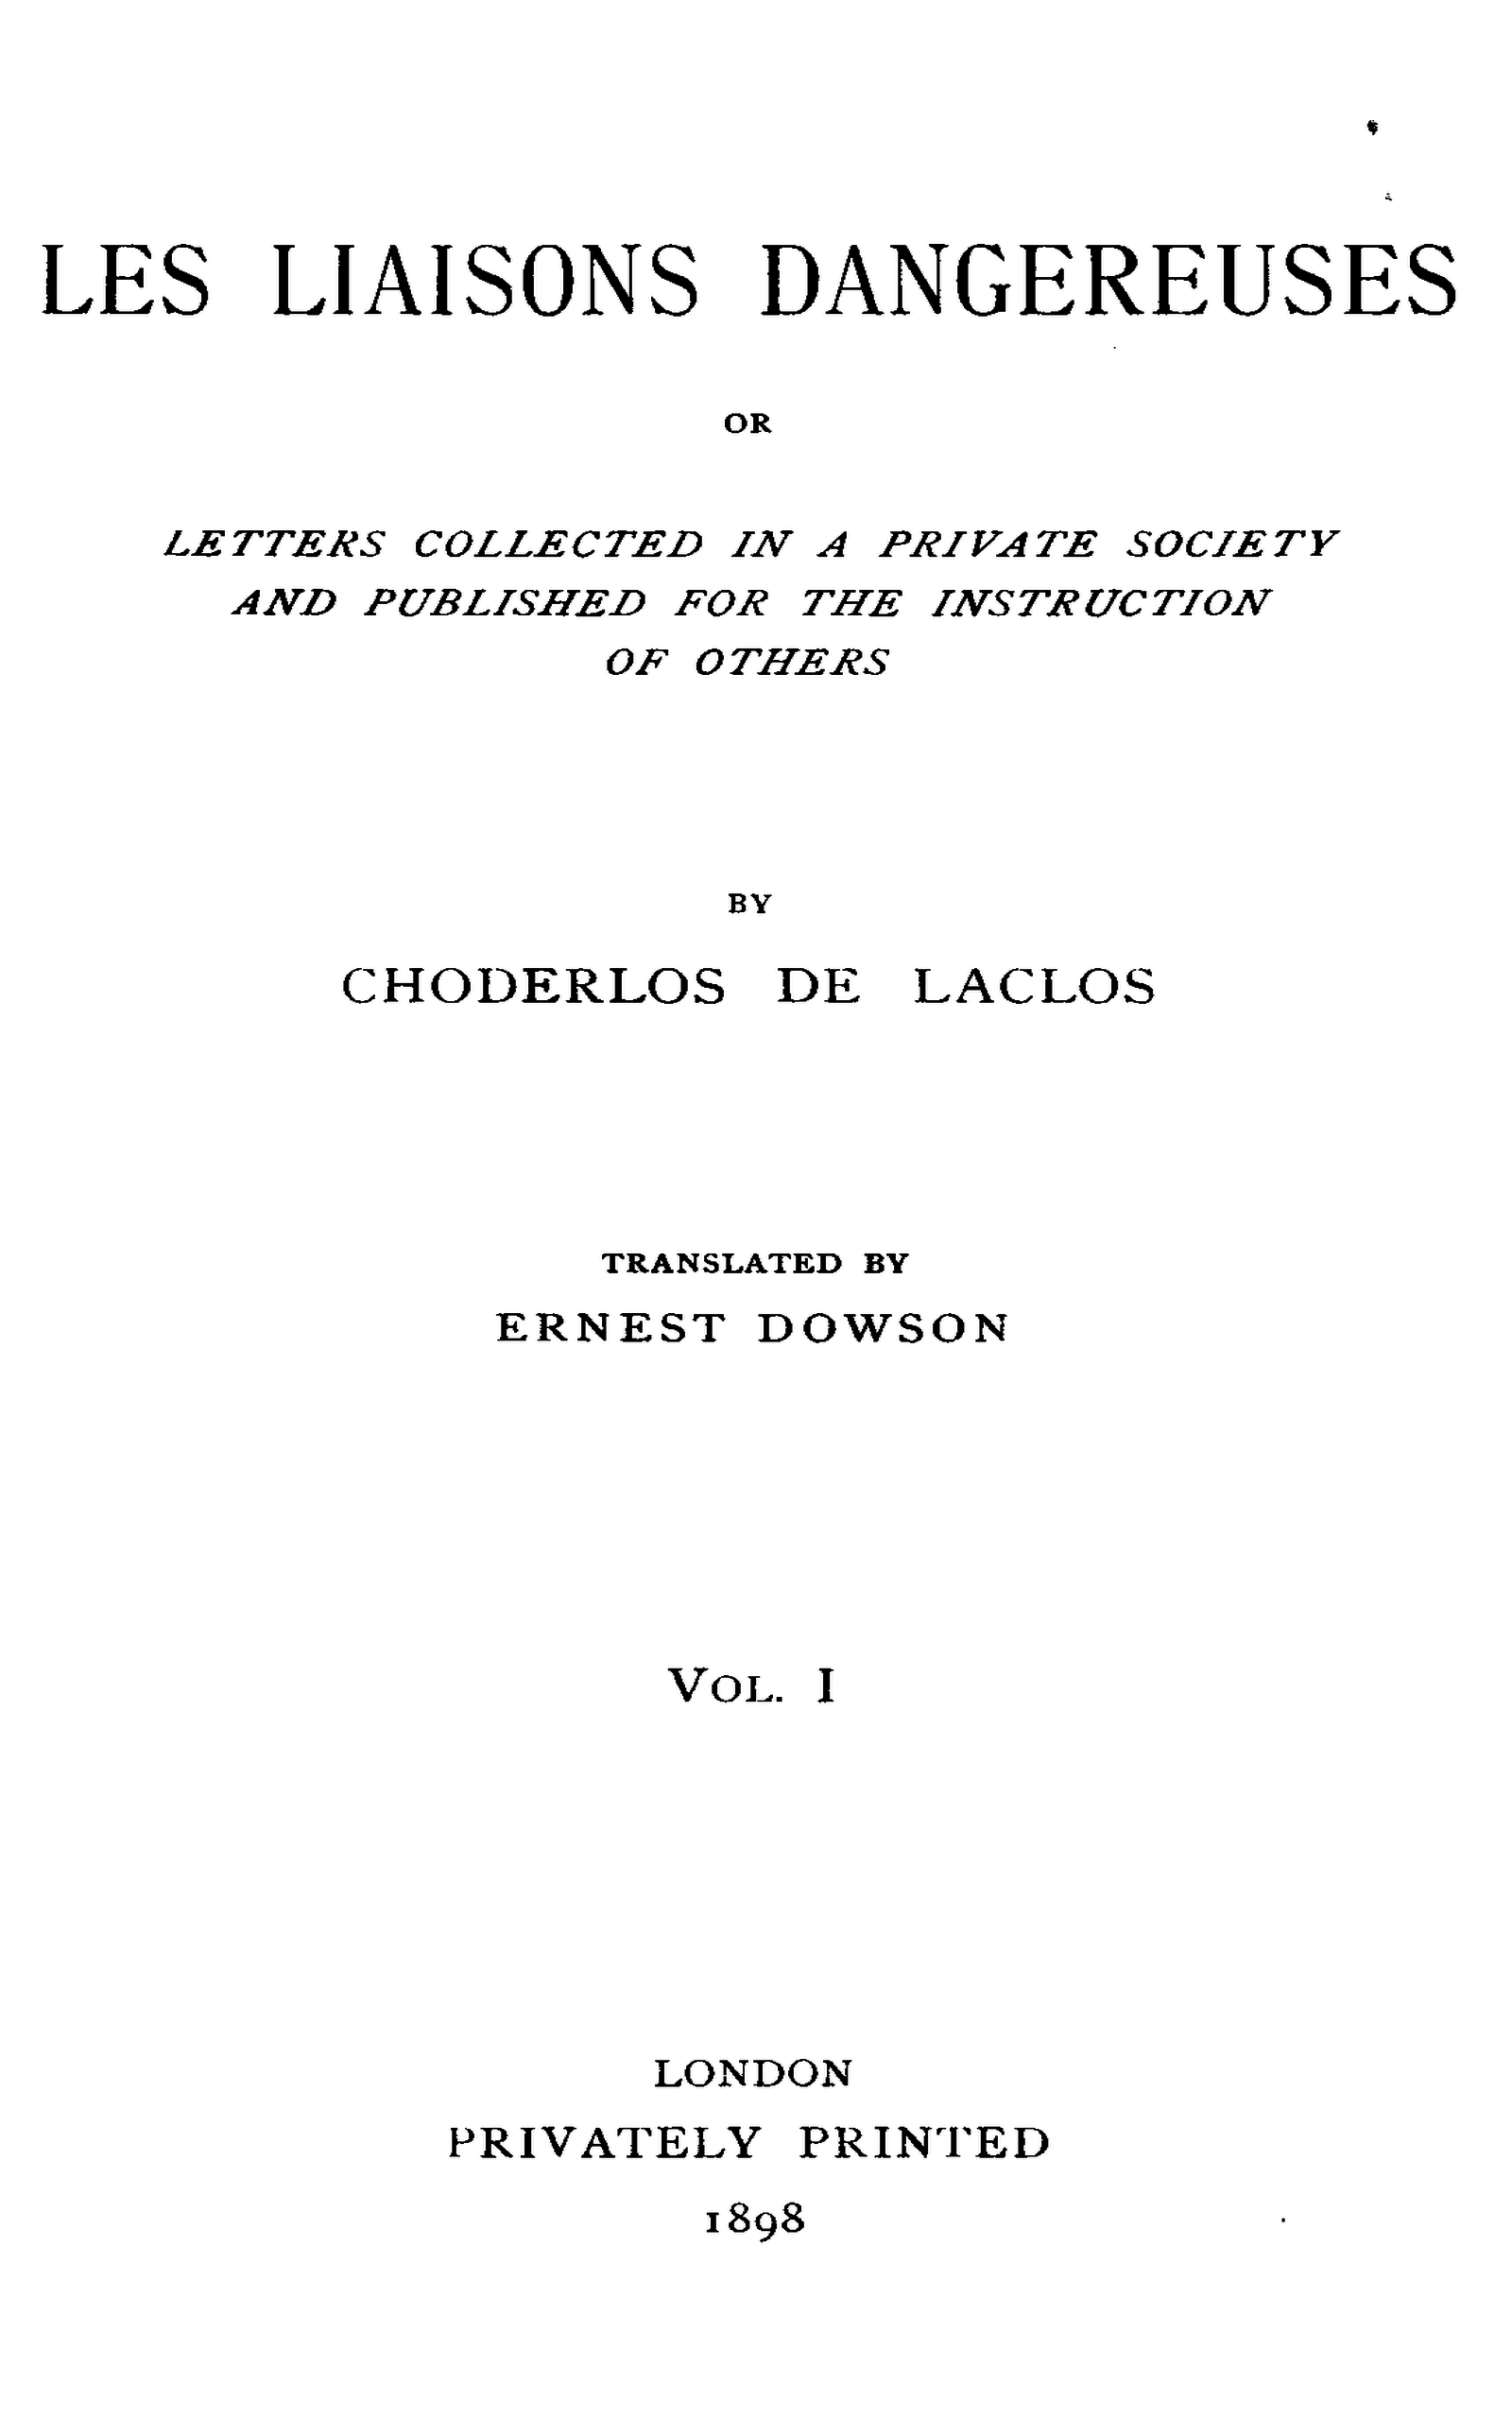 LES LIAISONS DANGEREUSES
OR
LETTERS COLLECTED IN A PRIVATE SOCIETY
AND PUBLISHED FOR THE INSTRUCTION
OF OTHERS
BY
CHODERLOS DE LACLOS
TRANSLATED BY
ERNEST DOWSON
VOL. I
LONDON
PRIVATELY PRINTED
1898